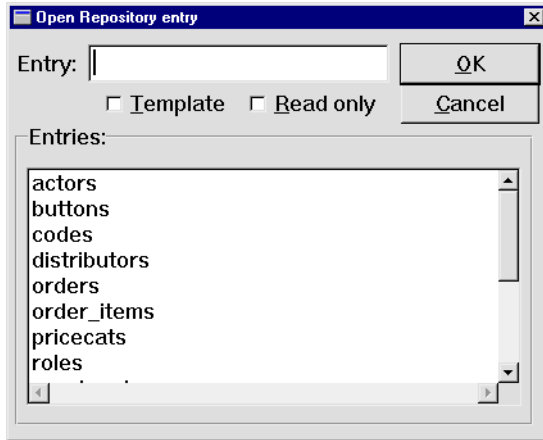 Open Repository entry
Entry:
OK
Template
Read only
Cancel
Entries:
actors
buttons
codes
distributors
orders
order_items
pricecats
roles